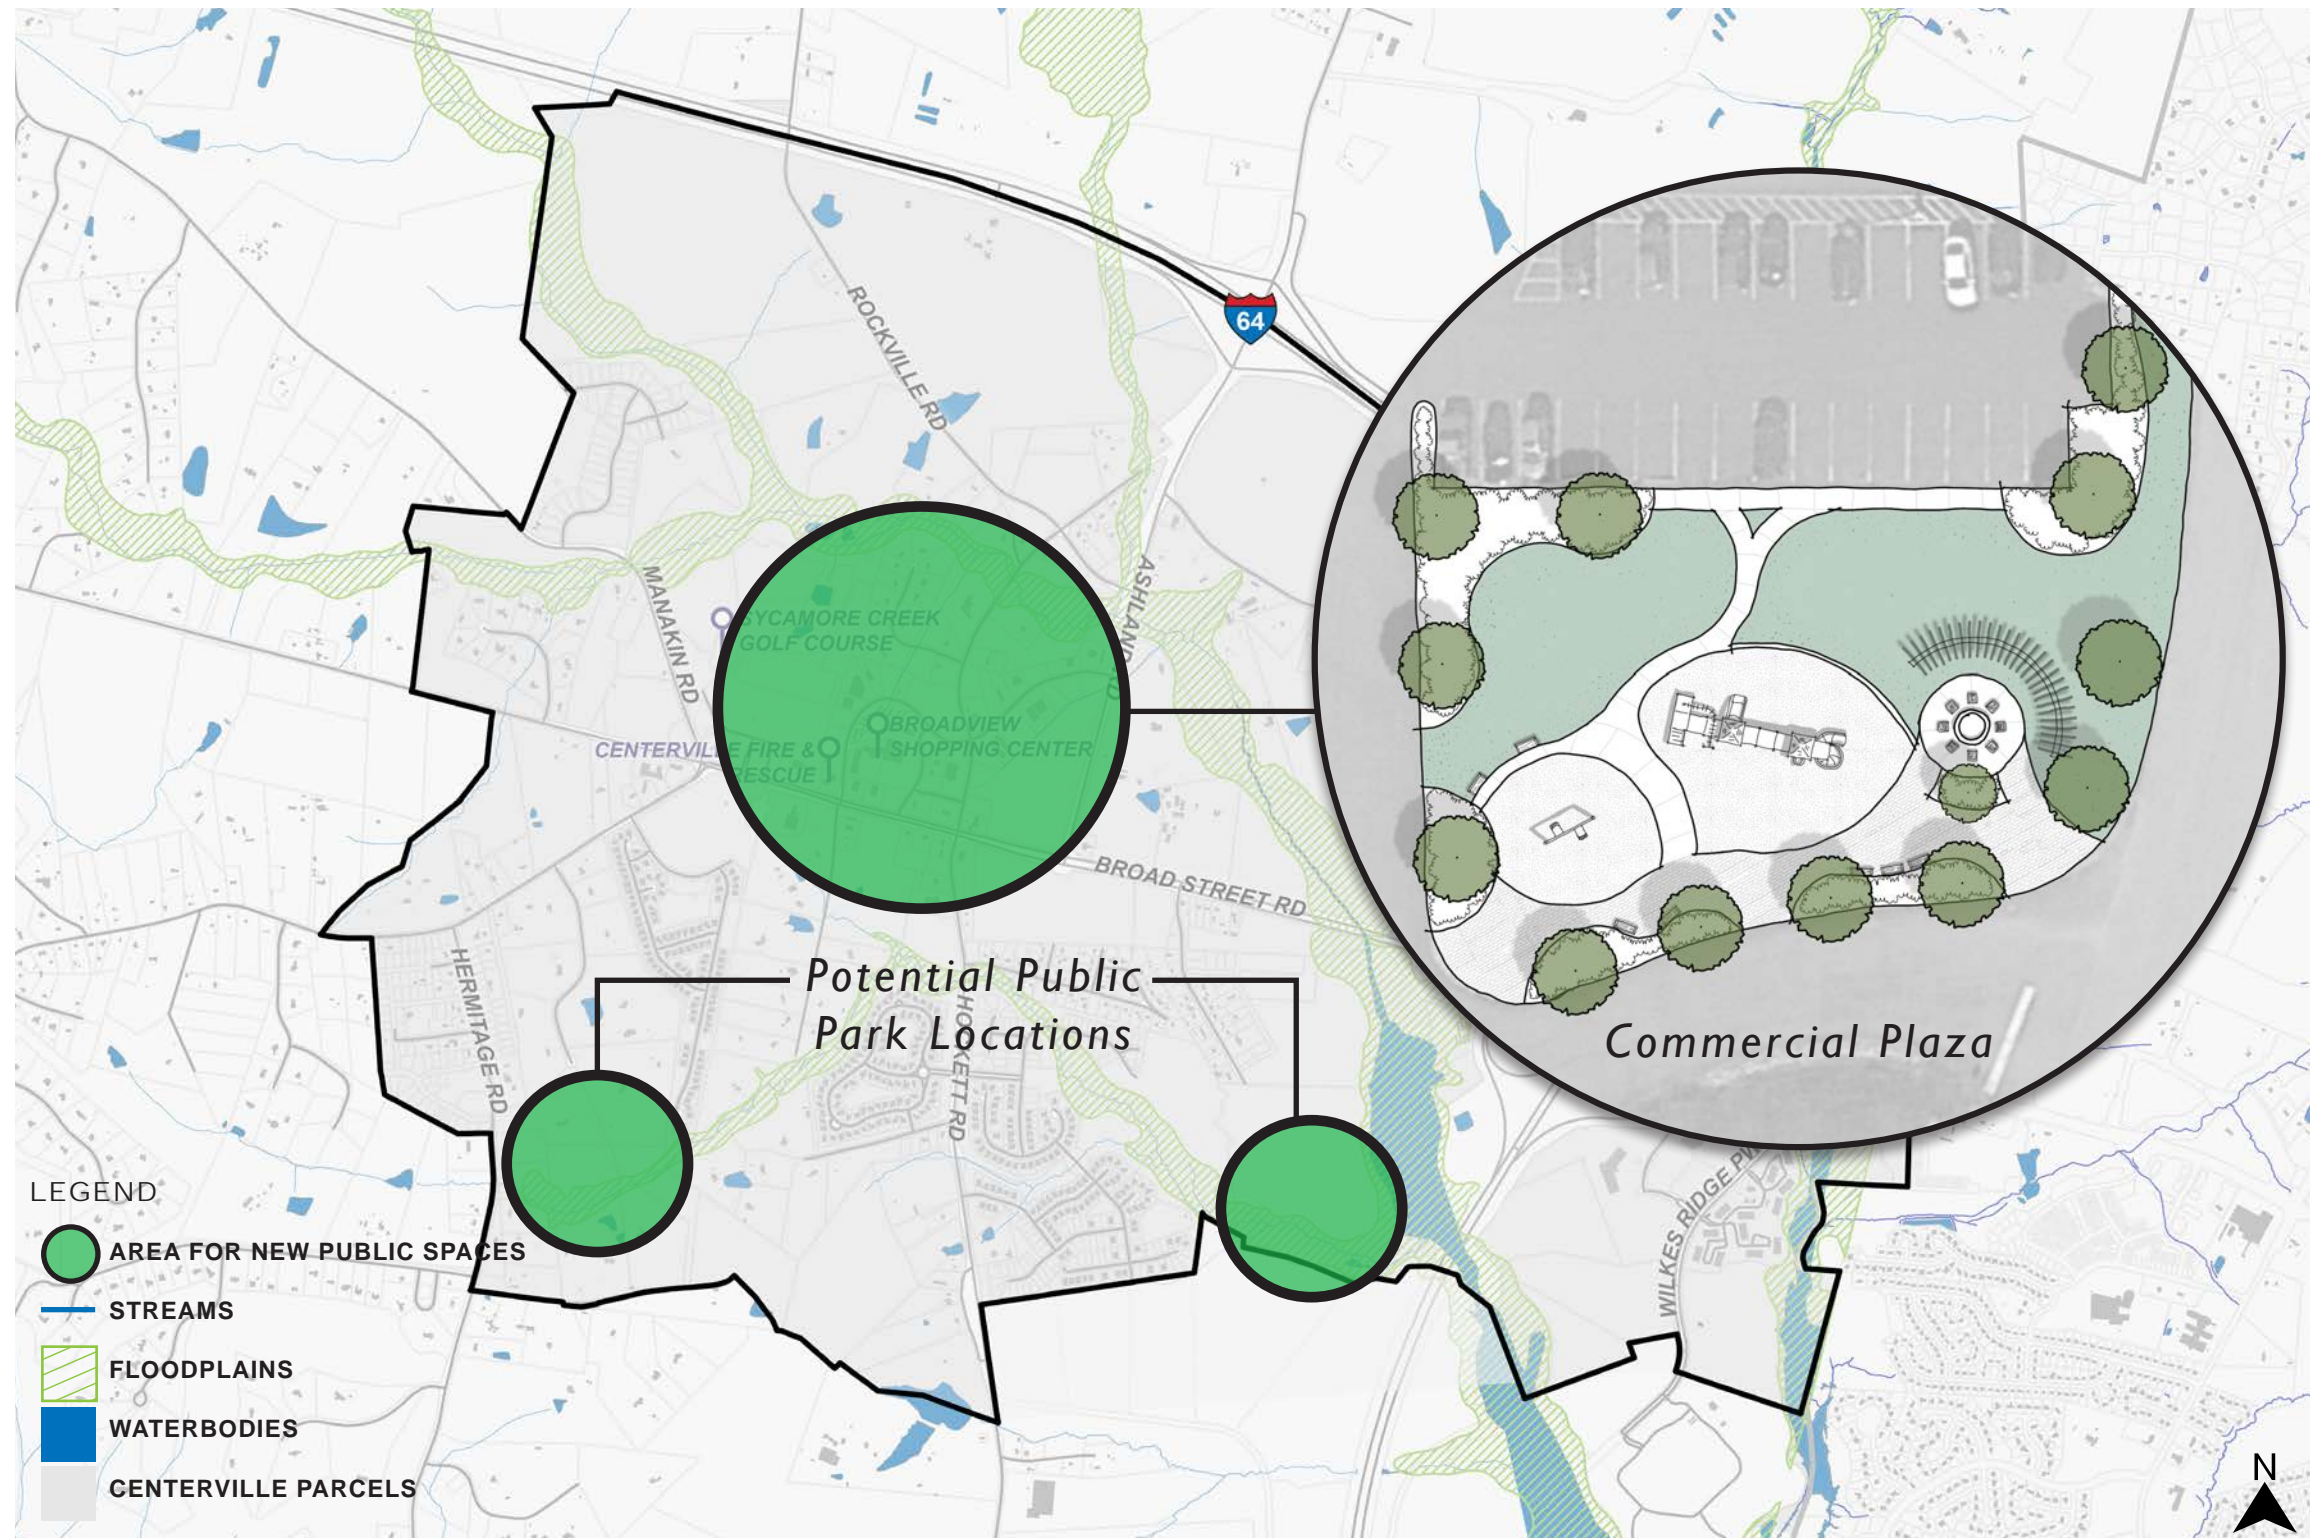 64
ROCKVILLE RD
ASHLAND RD
MANAKIN RD
SYCAMORE CREEK
GOLF COURSE
BROADVIEW
SHOPPING CENTER
CENTERVILLE FIRE &
RESCUE
BROAD STREET RD
HERMITAGE RD
HOCKETT RD
Potential Public
Park Locations
Commercial Plaza
WILKES RIDGE PW
LEGEND
AREA FOR NEW PUBLIC SPACES
STREAMS
FLOODPLAINS
WATERBODIES
CENTERVILLE PARCELS
N